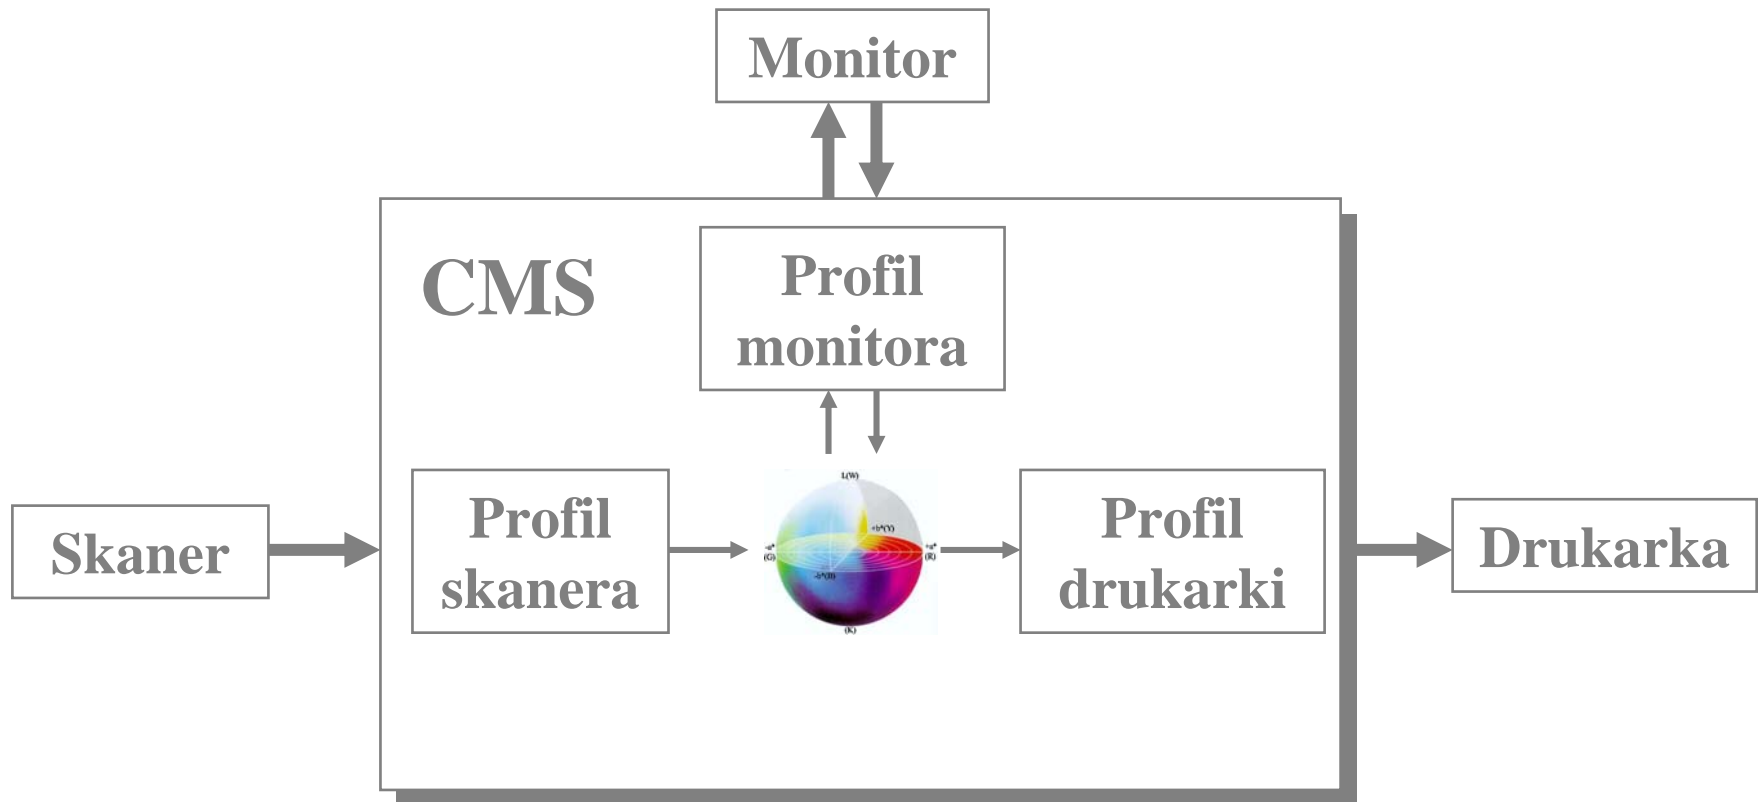 Monitor
CMS
Profil
monitora
Skaner
Profil
skanera
L(W)
+b*(Y)
-a*
(G)
+a*
(R)
-b*(B)
(K)
Profil
drukarki
Drukarka